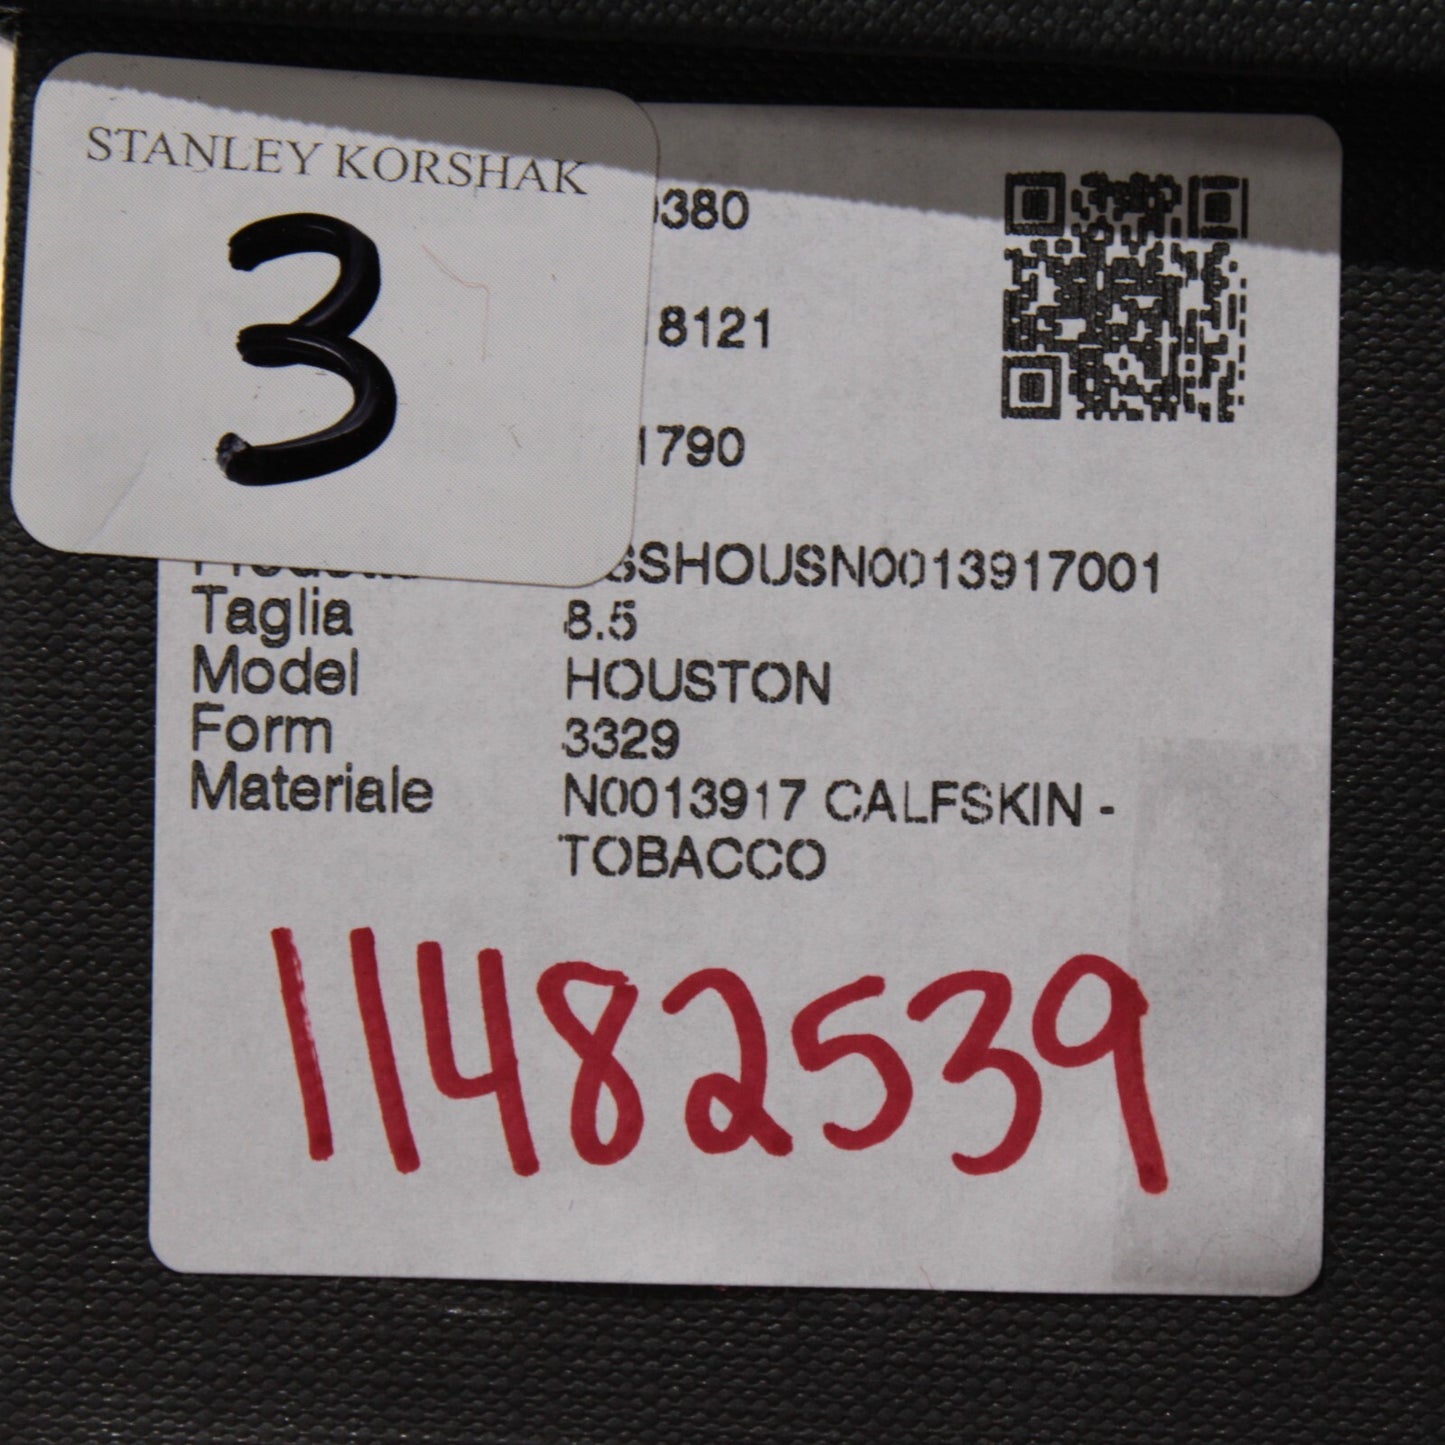 STANLEY KORSHAK
3
380
8121
1790
SSHOUSN0013917001
Taglia 8.5
Model HOUSTON
Form 3329
Materiale N0013917 CALFSKIN -
TOBACCO
11482539